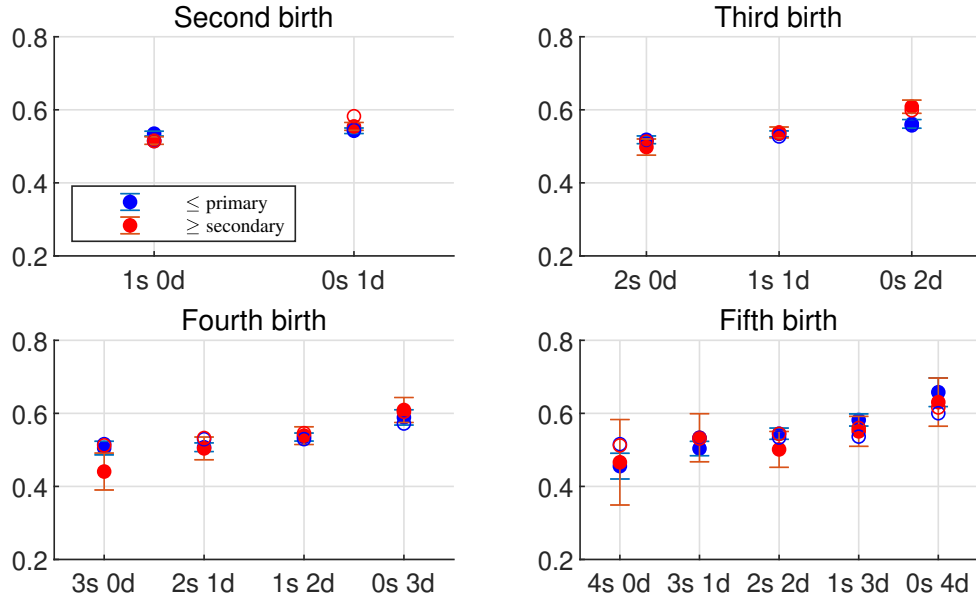 Second birth
0.8
0.6
0.4
0.2
≤ primary
≥ secondary
1s 0d
0s 1d
Third birth
0.8
0.6
0.4
0.2
2s 0d
1s 1d
0s 2d
Fourth birth
0.8
0.6
0.4
0.2
3s 0d
2s 1d
1s 2d
0s 3d
Fifth birth
0.8
0.6
0.4
0.2
4s 0d
3s 1d
2s 2d
1s 3d
0s 4d